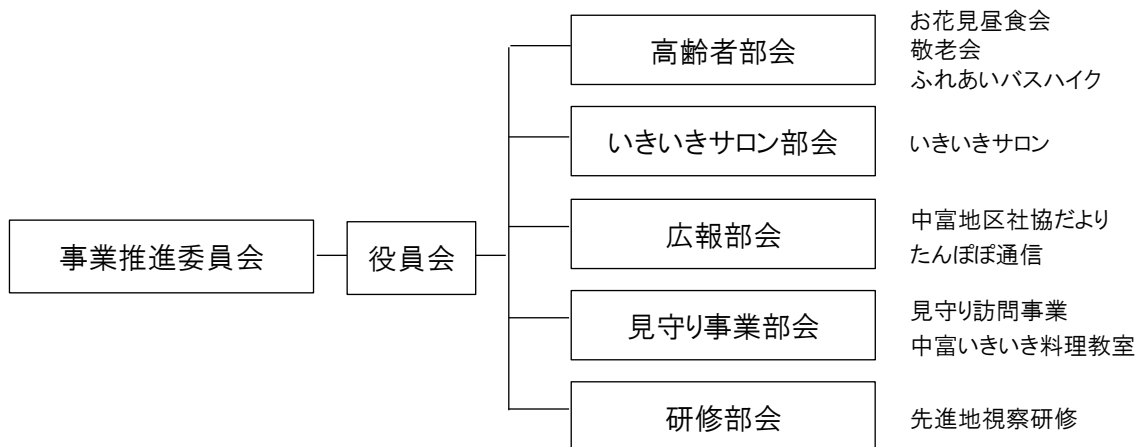 事業推進委員会
役員会
高齢者部会
お花見昼食会
敬老会
ふれあいバスハイク
いきいきサロン部会
いきいきサロン
広報部会
中富地区社協だより
たんぽぽ通信
見守り事業部会
見守り訪問事業
中富いきいき料理教室
研修部会
先進地視察研修